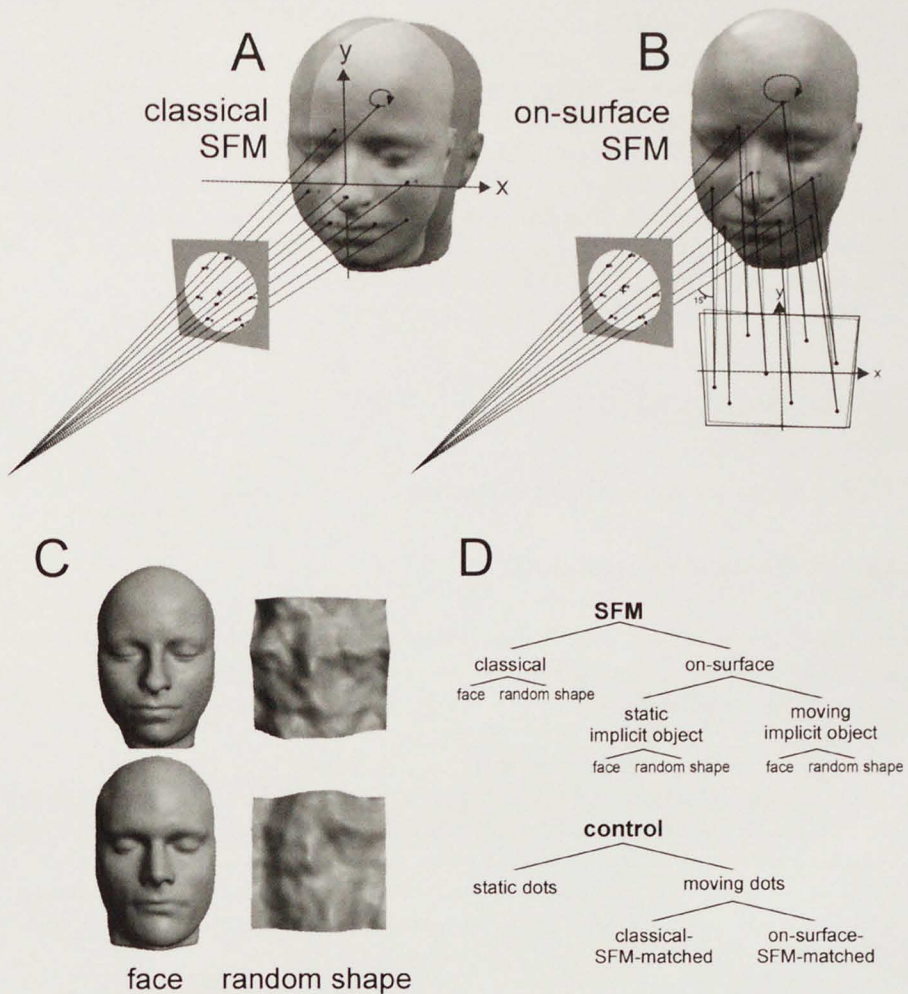 A
classical
SFM
y
x
B
on-surface
SFM
15°
y
x
C
face
random shape
D
SFM
classical
on-surface
face random shape
static
implicit object
moving
implicit object
face random shape
face random shape
control
static dots
moving dots
classical-
SFM-matched
on-surface-
SFM-matched